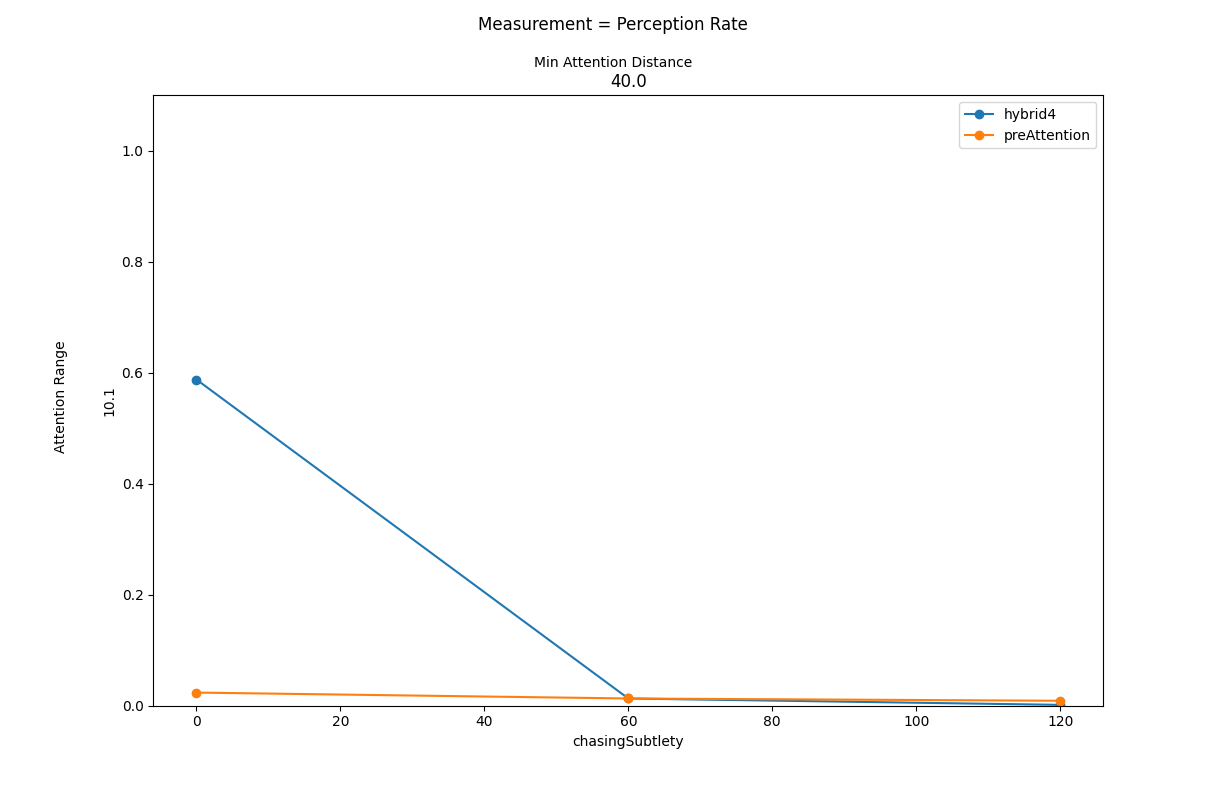 Measurement = Perception Rate
Min Attention Distance
40.0
hybrid4
preAttention
1.0
0.8
0.6
0.4
0.2
0.0
Attention Range
10.1
0 20 40 60 80 100 120
chasingSubtlety